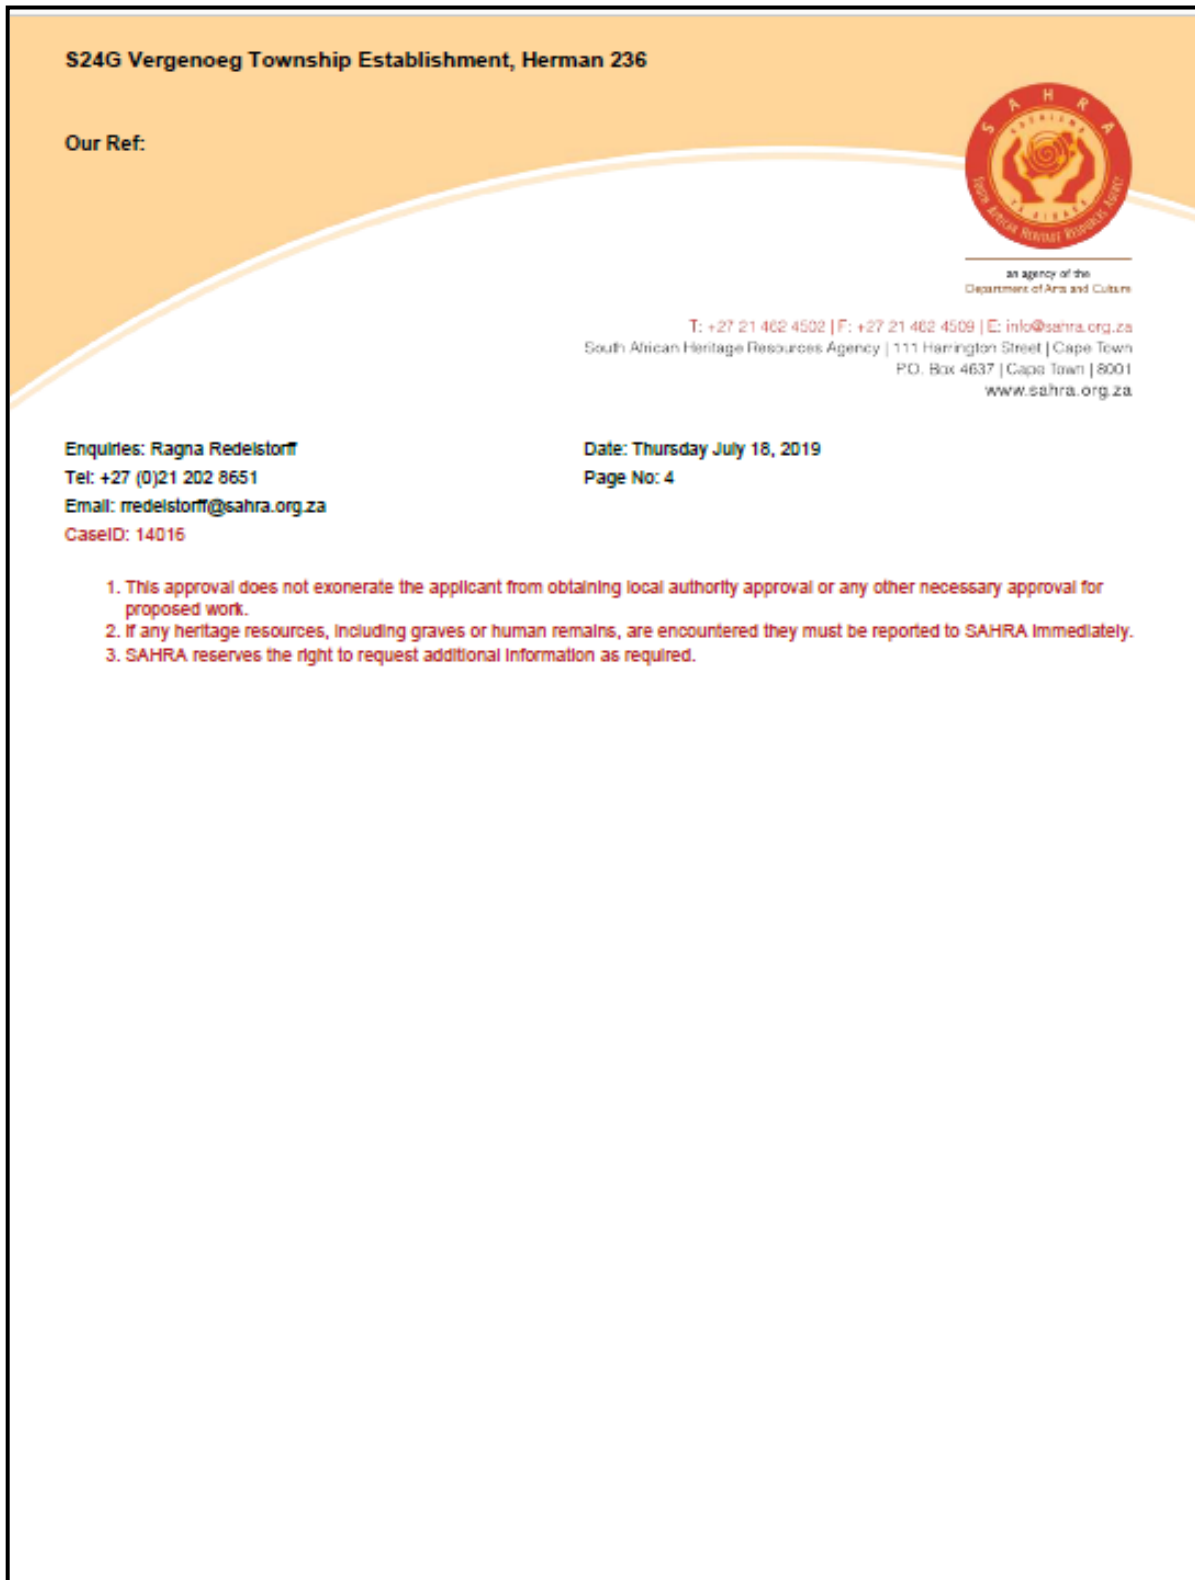 S24G Vergenoeg Township Establishment, Herman 236
Our Ref:
SAHRA
SOUTH AFRICAN HERITAGE RESOURCES AGENCY
an agency of the
Department of Arts and Culture
T: +27 21 462 4502 | F: +27 21 462 4509 | E: info@sahra.org.za
South African Heritage Resources Agency | 111 Harrington Street | Cape Town
P.O. Box 4637 | Cape Town | 8001
www.sahra.org.za
Enquiries: Ragna Redelstorff
Date: Thursday July 18, 2019
Tel: +27 (0)21 202 8651
Page No: 4
Email: rredelstorff@sahra.org.za
CaseID: 14016
1. This approval does not exonerate the applicant from obtaining local authority approval or any other necessary approval for
proposed work.
2. If any heritage resources, including graves or human remains, are encountered they must be reported to SAHRA immediately.
3. SAHRA reserves the right to request additional information as required.